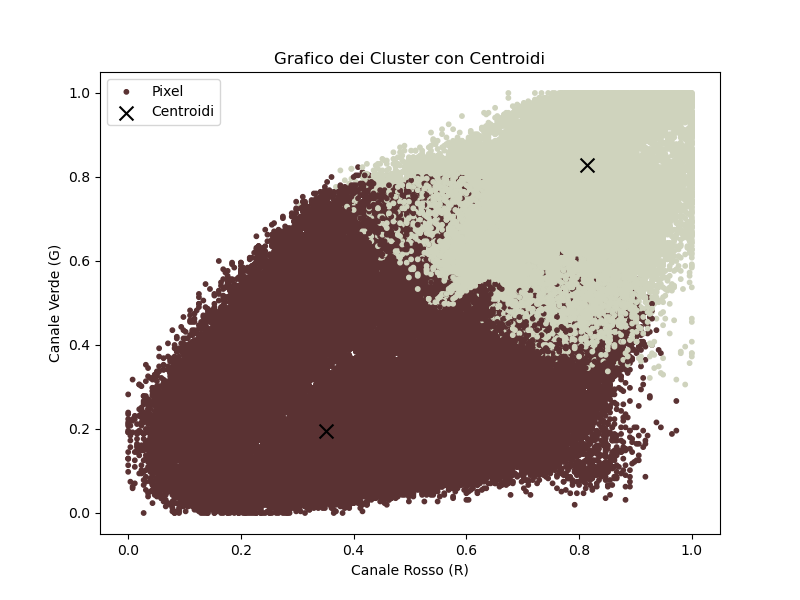 Grafico dei Cluster con Centroidi
Pixel
Centroidi
Canale Verde (G)
1.0
0.8
0.6
0.4
0.2
0.0
0.0 0.2 0.4 0.6 0.8 1.0
Canale Rosso (R)